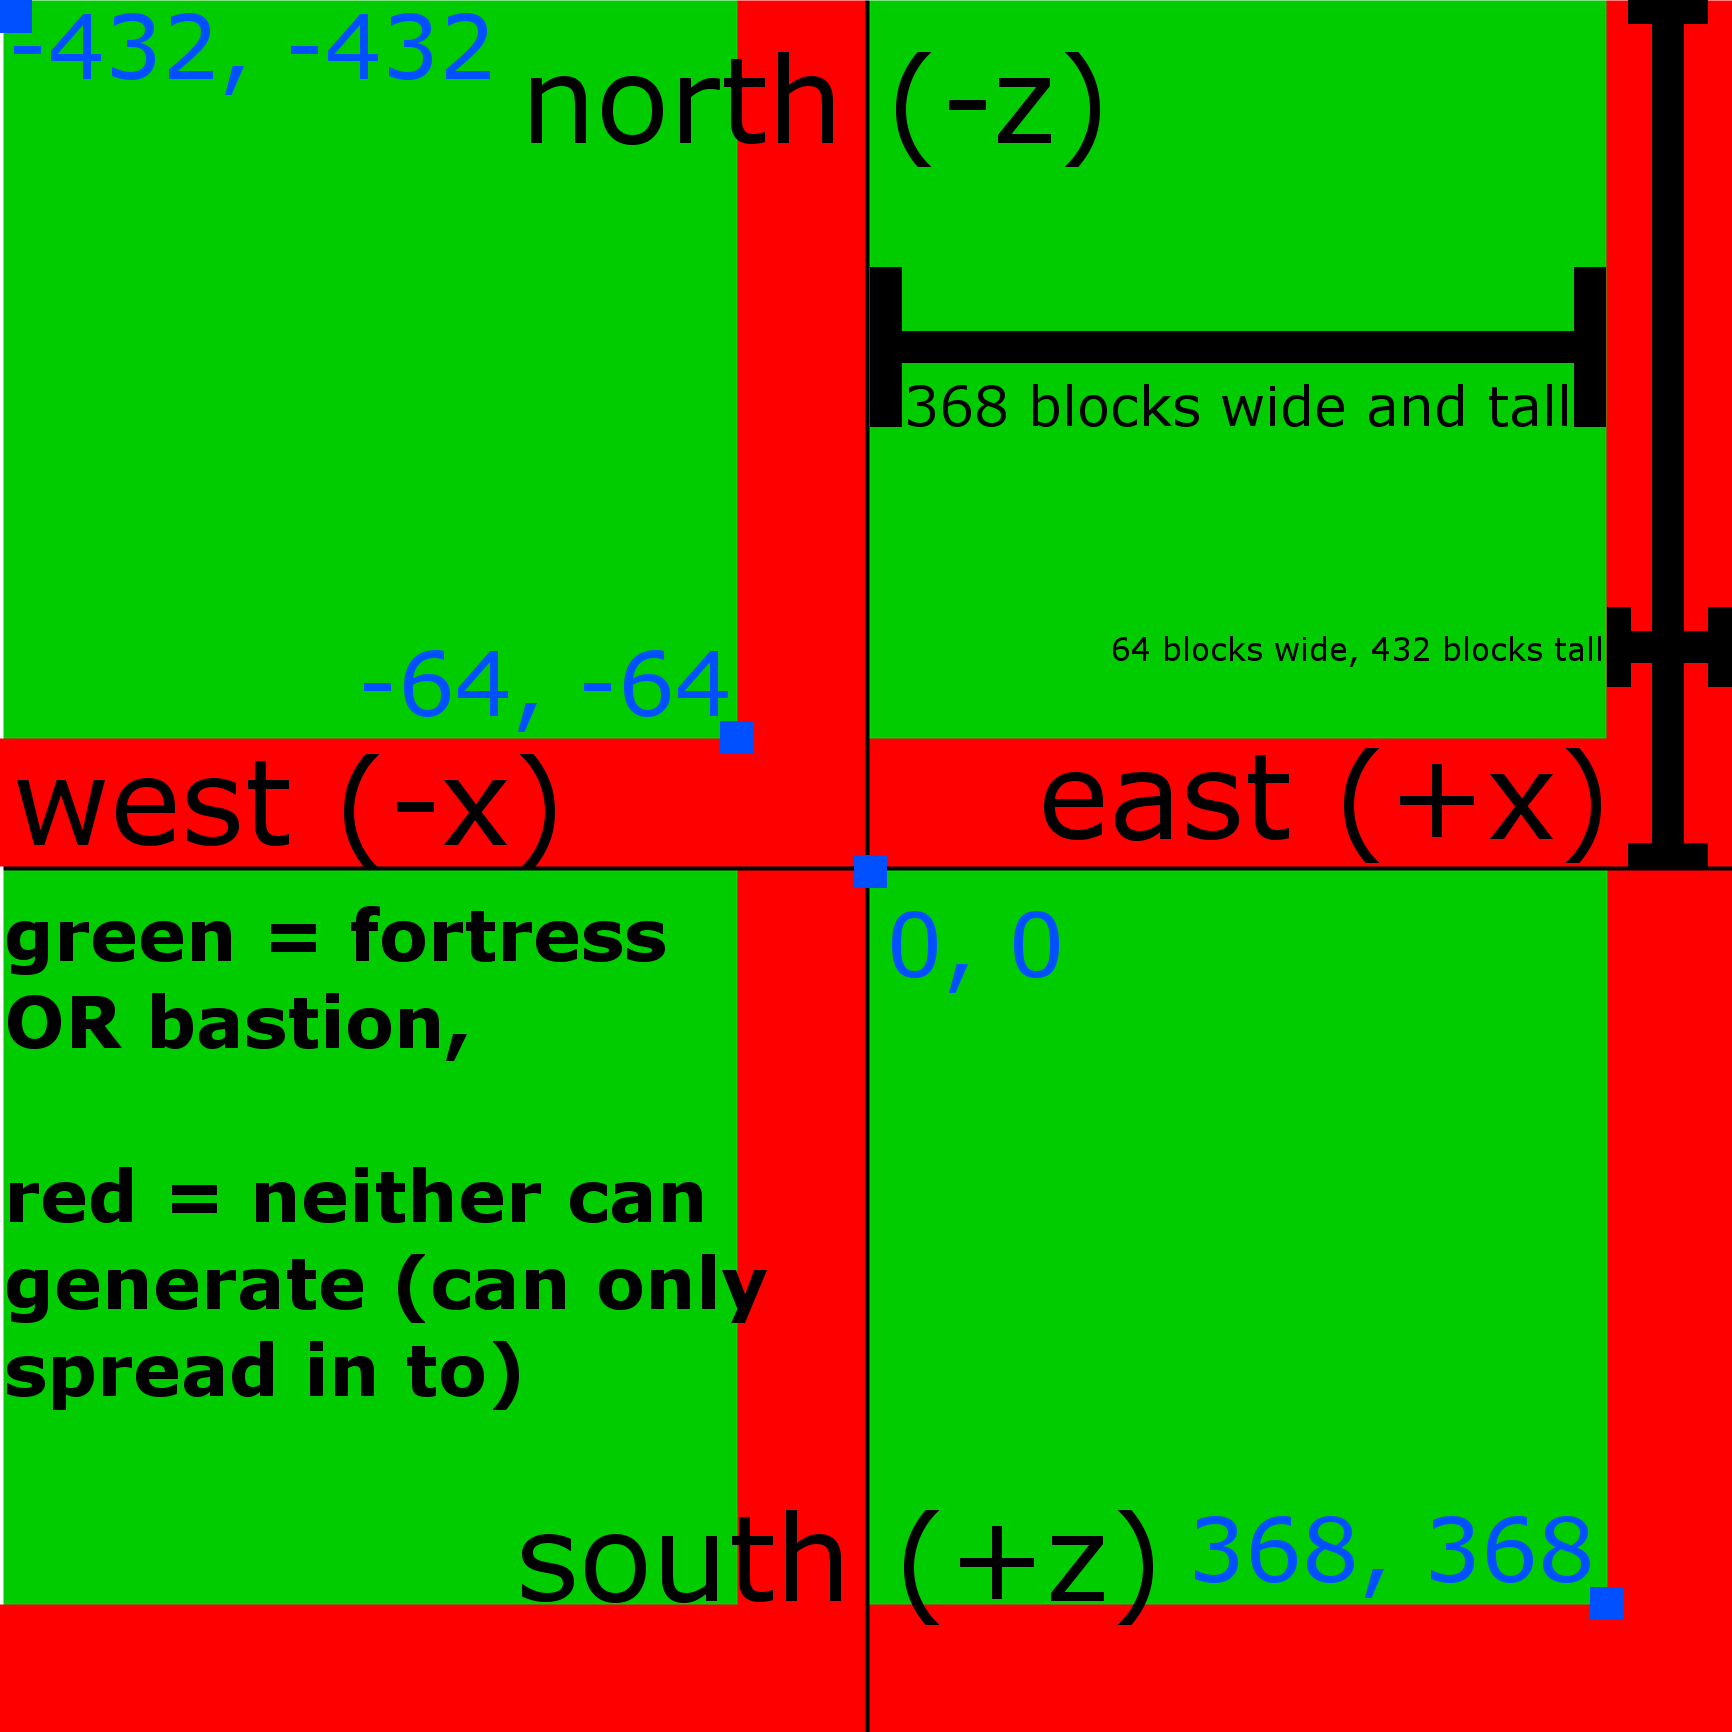 -432, -432
north (-z)
368 blocks wide and tall
64 blocks wide, 432 blocks tall
-64, -64
west (-x)
east (+x)
green = fortress
OR bastion,
red = neither can
generate (can only
spread in to)
0, 0
south (+z)
368, 368